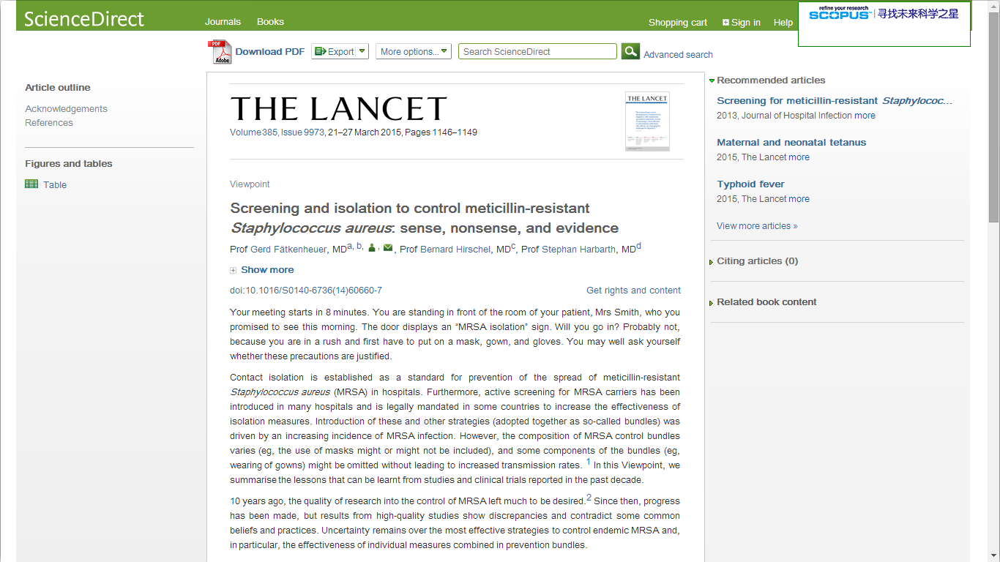 ScienceDirect
Journals Books
Shopping cart Sign in Help
refine your research
SCOPUS 寻找未来科学之星
PDF
Adobe
Download PDF Export More options... Search ScienceDirect Advanced search
Article outline
Acknowledgements
References
Figures and tables
Table
THE LANCET
Volume 385, Issue 9973, 21–27 March 2015, Pages 1146–1149
THE LANCET
Viewpoint
Screening and isolation to control meticillin-resistant
Staphylococcus aureus: sense, nonsense, and evidence
Prof Gerd Fätkenheuer, MDa, b, , , Prof Bernard Hirschel, MDc, Prof Stephan Harbarth, MDd
Show more
doi:10.1016/S0140-6736(14)60660-7 Get rights and content
Your meeting starts in 8 minutes. You are standing in front of the room of your patient, Mrs Smith, who you
promised to see this morning. The door displays an “MRSA isolation” sign. Will you go in? Probably not,
because you are in a rush and first have to put on a mask, gown, and gloves. You may well ask yourself
whether these precautions are justified.
Contact isolation is established as a standard for prevention of the spread of meticillin-resistant
Staphylococcus aureus (MRSA) in hospitals. Furthermore, active screening for MRSA carriers has been
introduced in many hospitals and is legally mandated in some countries to increase the effectiveness of
isolation measures. Introduction of these and other strategies (adopted together as so-called bundles) was
driven by an increasing incidence of MRSA infection. However, the composition of MRSA control bundles
varies (eg, the use of masks might or might not be included), and some components of the bundles (eg,
wearing of gowns) might be omitted without leading to increased transmission rates. 1 In this Viewpoint, we
summarise the lessons that can be learnt from studies and clinical trials reported in the past decade.
10 years ago, the quality of research into the control of MRSA left much to be desired.2 Since then, progress
has been made, but results from high-quality studies show discrepancies and contradict some common
beliefs and practices. Uncertainty remains over the most effective strategies to control endemic MRSA and,
in particular, the effectiveness of individual measures combined in prevention bundles.
Recommended articles
Screening for meticillin-resistant Staphylococ...
2013, Journal of Hospital Infection more
Maternal and neonatal tetanus
2015, The Lancet more
Typhoid fever
2015, The Lancet more
View more articles »
Citing articles (0)
Related book content